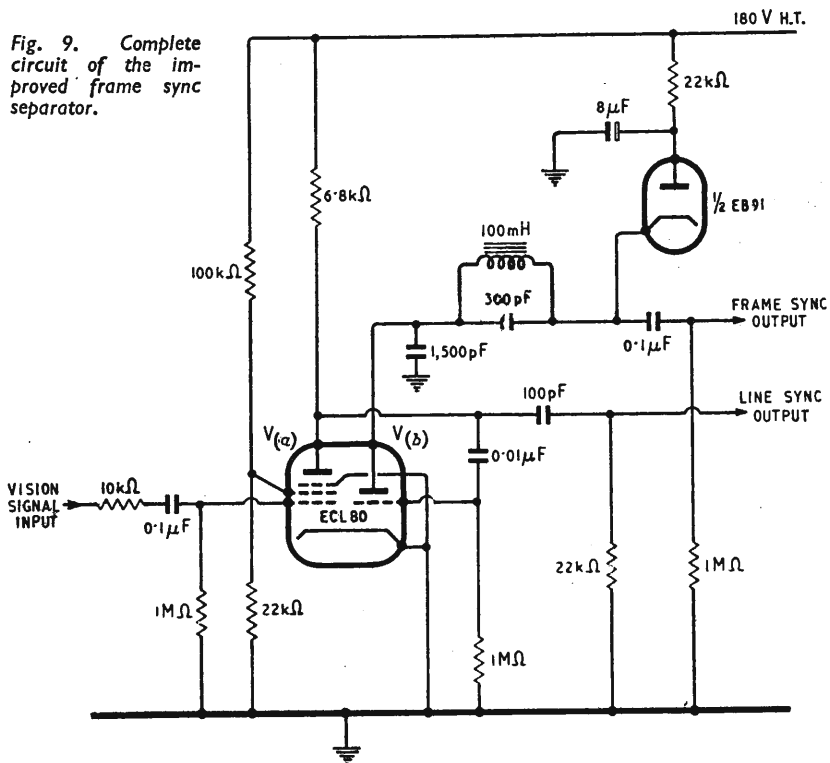 180 V H.T.
Fig. 9. Complete
circuit of the im-
proved frame sync
separator.
22kΩ
8μF
½ EB91
6·8kΩ
100mH
100kΩ
300pF
FRAME SYNC
OUTPUT
0·1μF
1,500pF
100pF
LINE SYNC
OUTPUT
V(a)
V(b)
0·01μF
VISION
SIGNAL
INPUT
10kΩ
0·1μF
ECL80
22kΩ
1MΩ
1MΩ
22kΩ
1MΩ